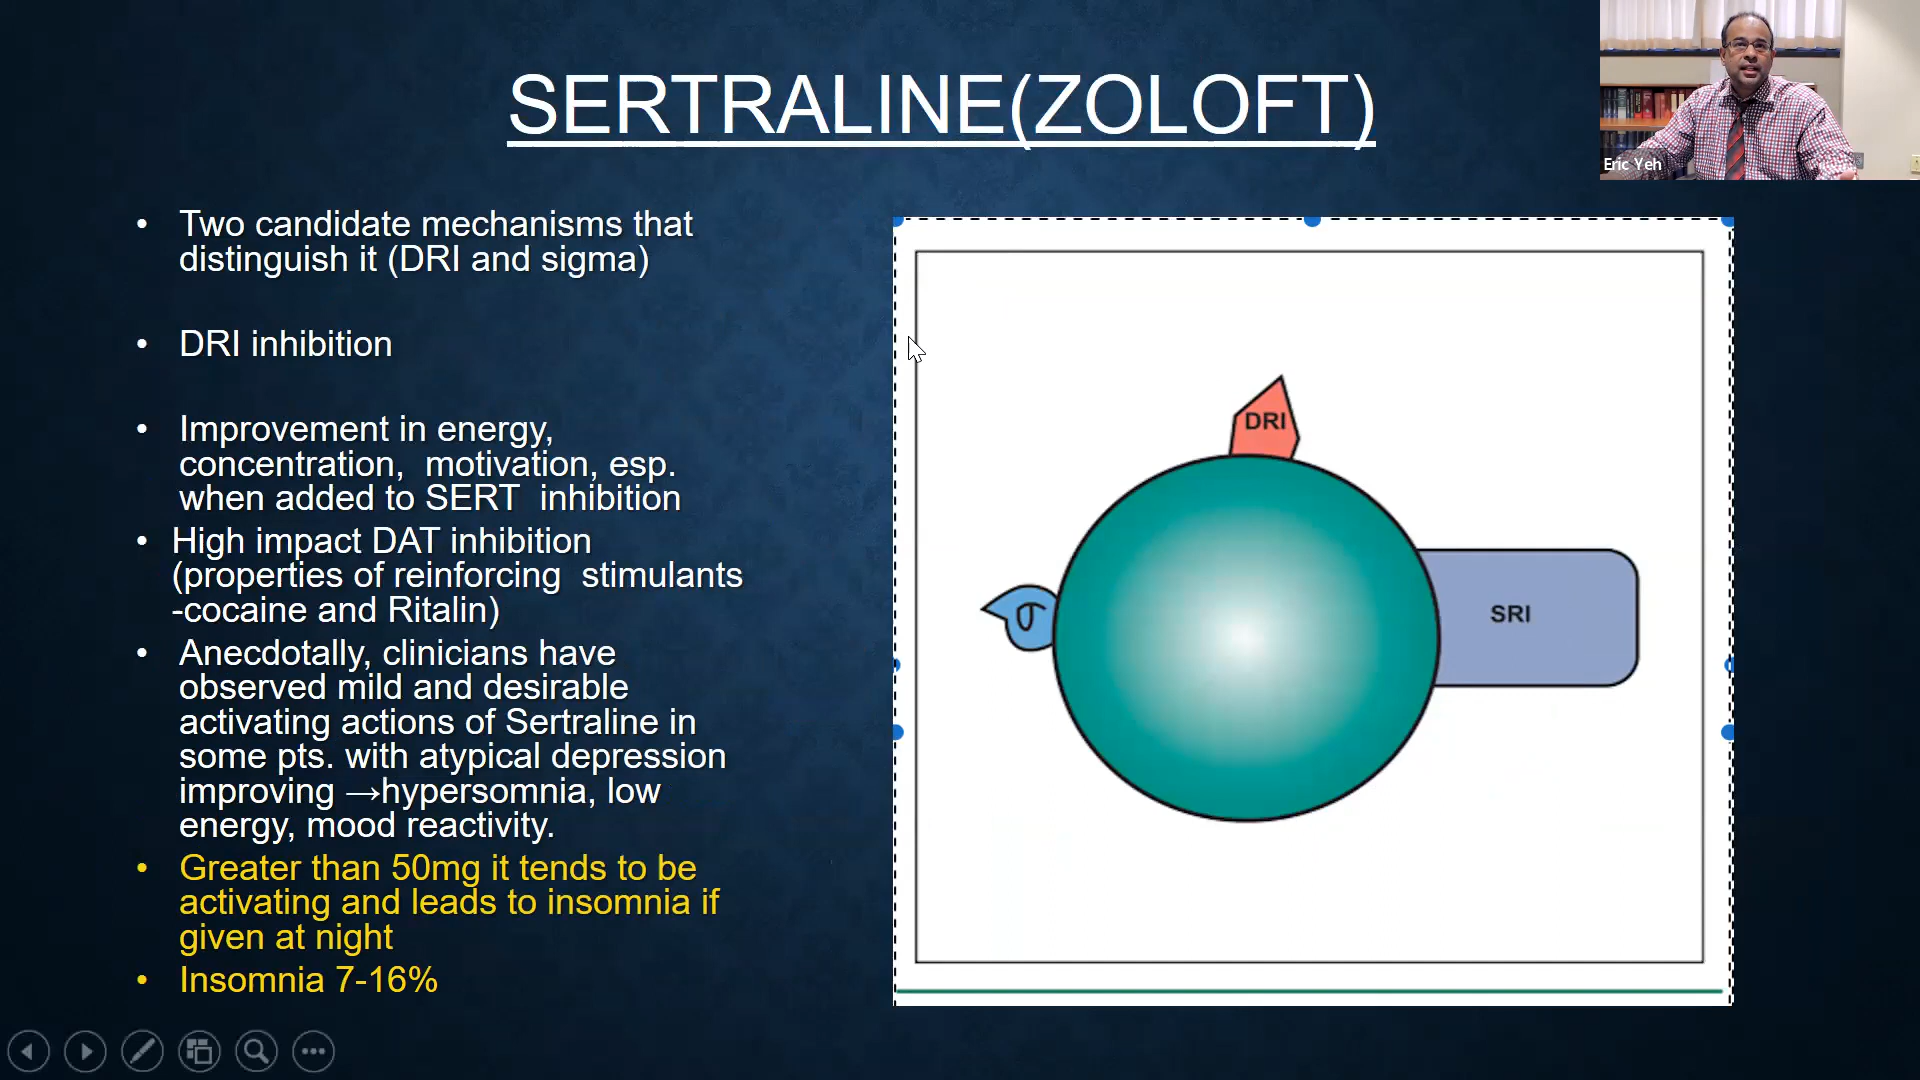 SERTRALINE(ZOLOFT)
Eric Yeh
• Two candidate mechanisms that
distinguish it (DRI and sigma)
• DRI inhibition
• Improvement in energy,
concentration, motivation, esp.
when added to SERT inhibition
• High impact DAT inhibition
(properties of reinforcing stimulants
-cocaine and Ritalin)
• Anecdotally, clinicians have
observed mild and desirable
activating actions of Sertraline in
some pts. with atypical depression
improving →hypersomnia, low
energy, mood reactivity.
• Greater than 50mg it tends to be
activating and leads to insomnia if
given at night
• Insomnia 7-16%
DRI
σ
SRI